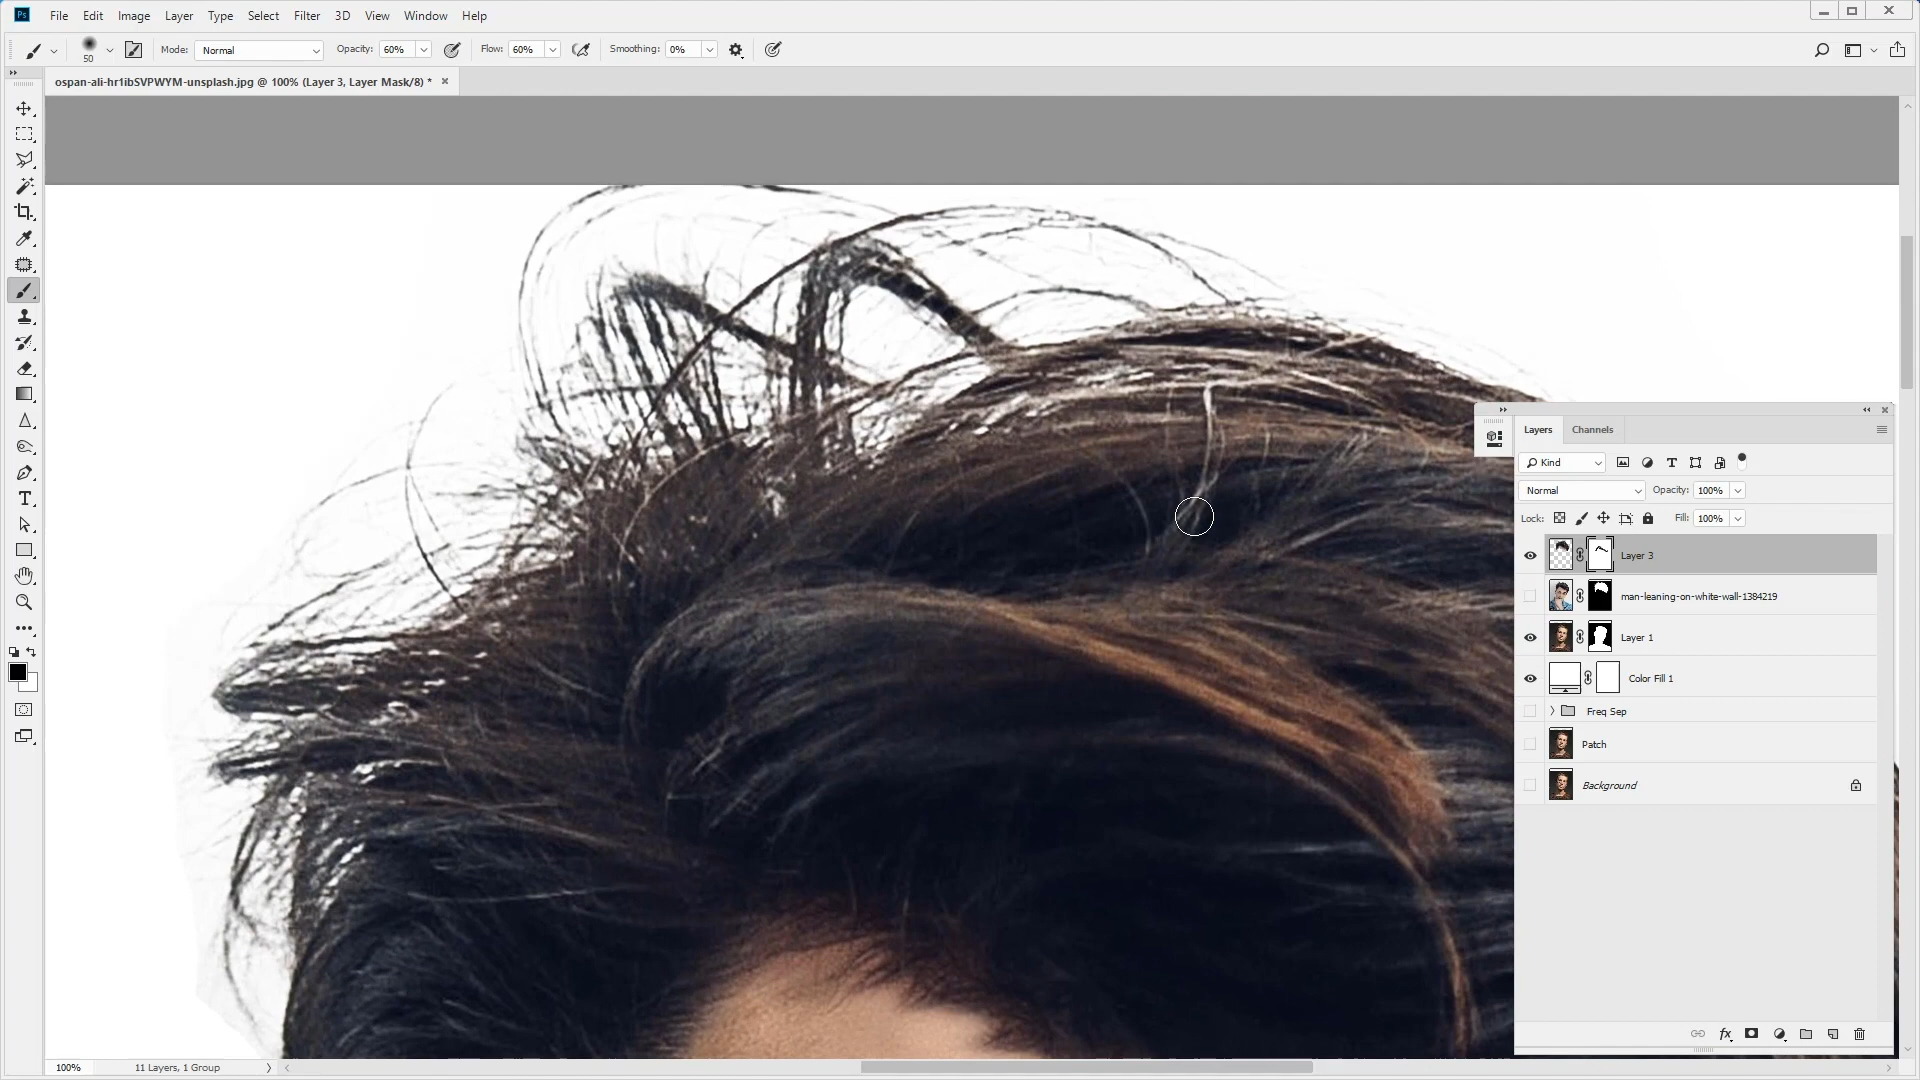 Ps File Edit Image Layer Select Filter 3D View Window Help
50 Mode: Normal Opacity: 60% Flow: 60% Smoothing: 0%
ospan-ali-hr1ibSVPWYM-unsplash.jpg @ 100% (Layer 3, Layer Mask/8) *
Layers Channels
Kind
Normal Opacity: 100%
Lock: Fill: 100%
Layer 3
man-leaning-on-white-wall-1384219
Layer 1
Color Fill 1
Freq Sep
Patch
Background
fx
100% 11 Layers, 1 Group